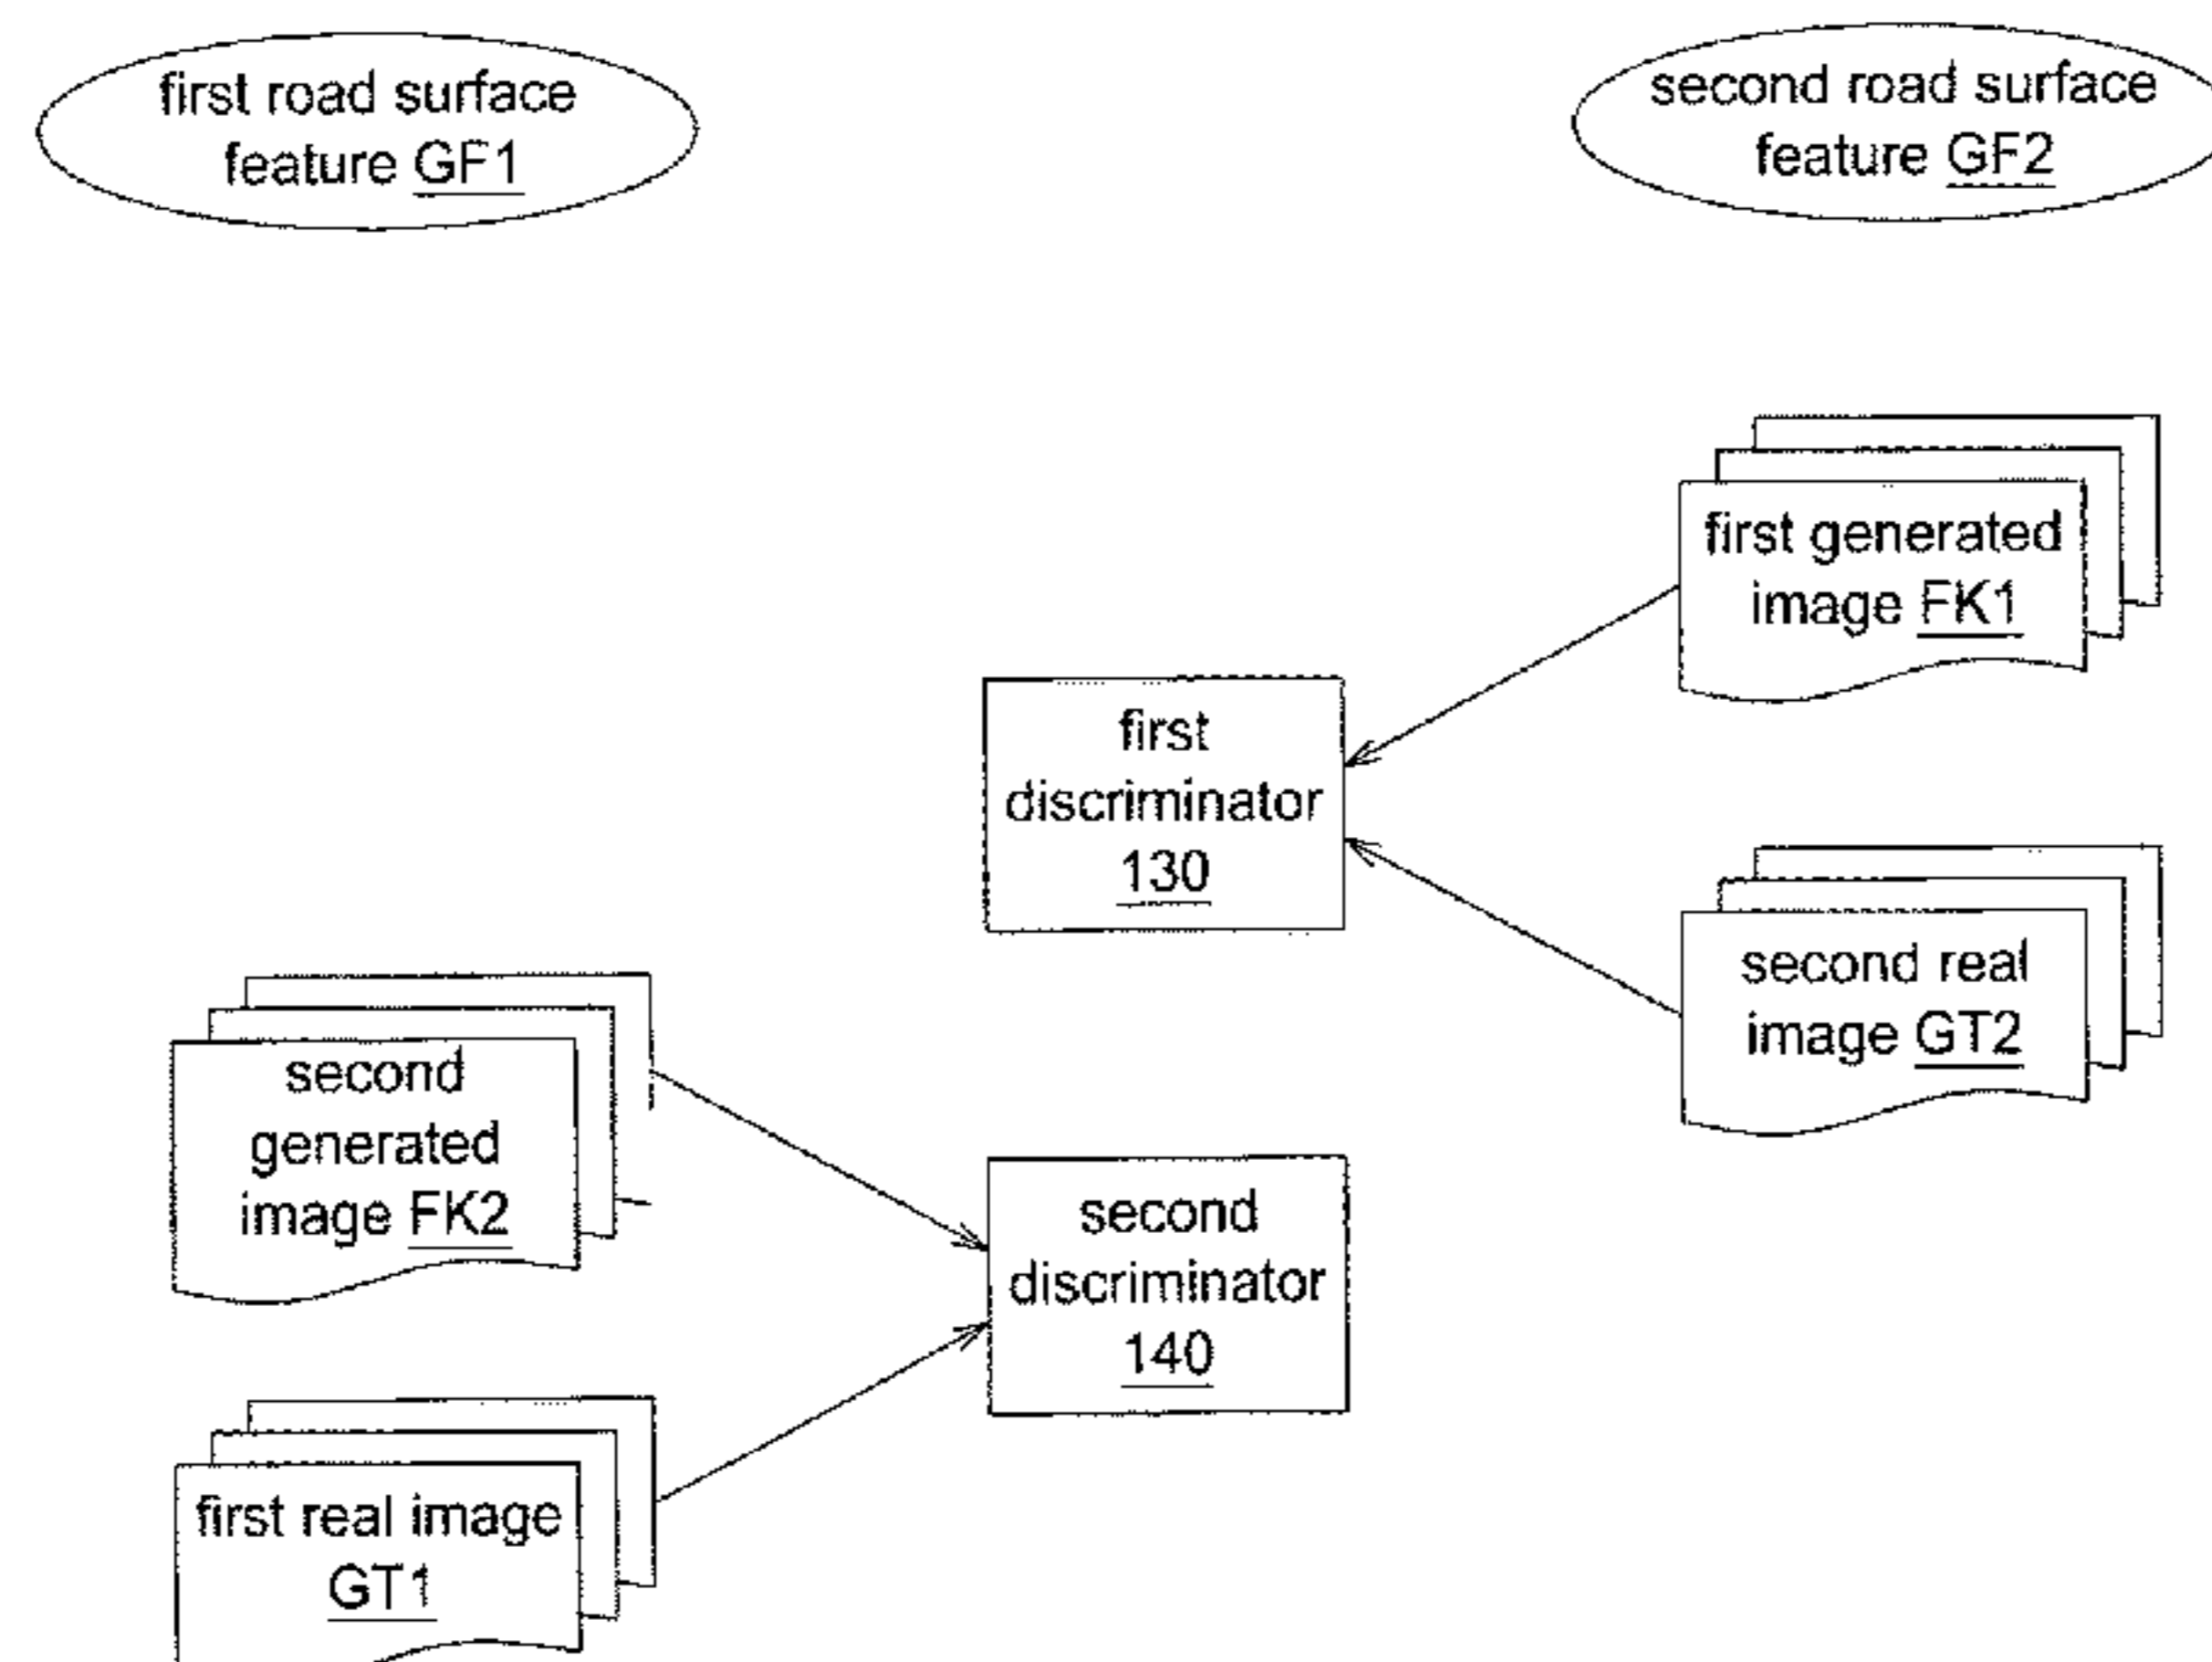 first road surface
feature GF1
second road surface
feature GF2
first generated
image FK1
first
discriminator
130
second real
image GT2
second
generated
image FK2
second
discriminator
140
first real image
GT1